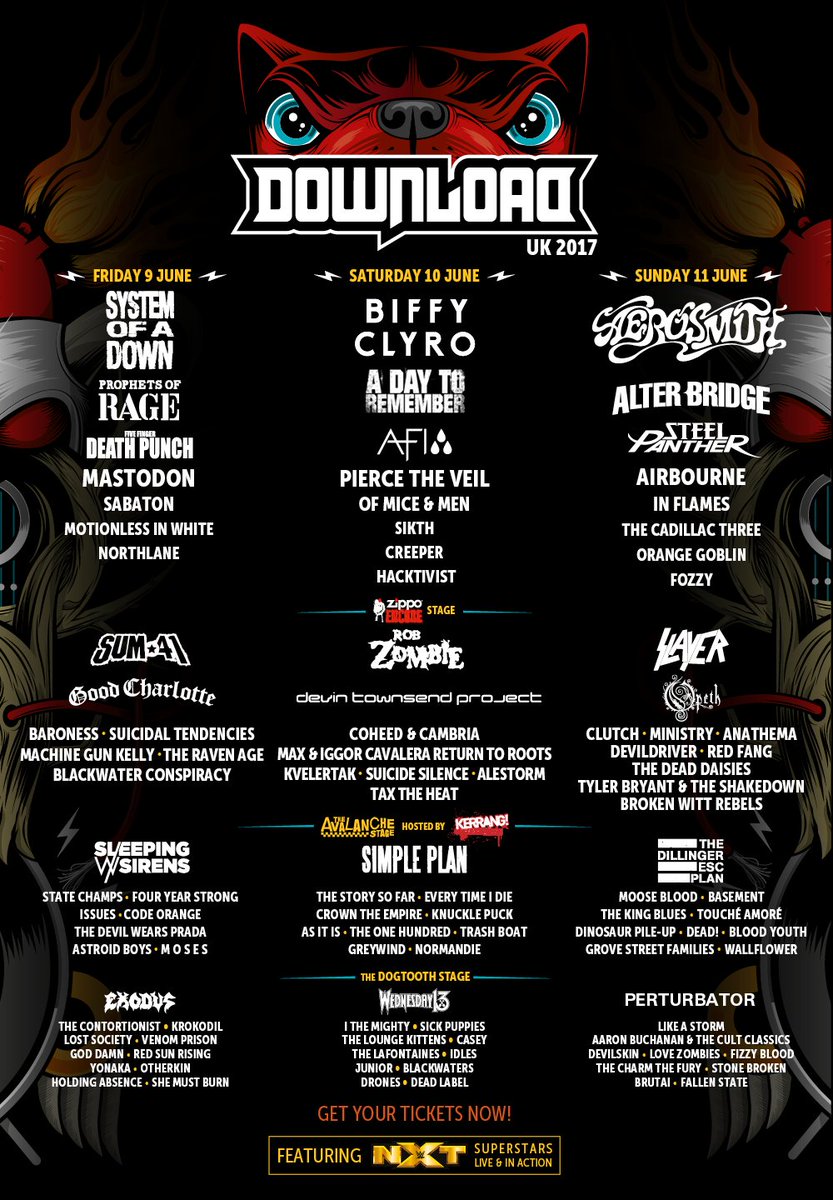 DOWNLOAD
UK 2017
FRIDAY 9 JUNE
SYSTEM
OF A
DOWN
PROPHETS OF
RAGE
FIVE FINGER
DEATH PUNCH
MASTODON
SABATON
MOTIONLESS IN WHITE
NORTHLANE
SATURDAY 10 JUNE
BIFFY
CLYRO
A DAY TO
REMEMBER
AFI
PIERCE THE VEIL
OF MICE & MEN
SIKTH
CREEPER
HACKTIVIST
SUNDAY 11 JUNE
AEROSMITH
ALTER BRIDGE
STEEL
PANTHER
AIRBOURNE
IN FLAMES
THE CADILLAC THREE
ORANGE GOBLIN
FOZZY
zippo
ENCORE STAGE
SUM 41
Good Charlotte
BARONESS • SUICIDAL TENDENCIES
MACHINE GUN KELLY • THE RAVEN AGE
BLACKWATER CONSPIRACY
ROB
ZOMBIE
devin townsend project
COHEED & CAMBRIA
MAX & IGGOR CAVALERA RETURN TO ROOTS
KVELERTAK • SUICIDE SILENCE • ALESTORM
TAX THE HEAT
SLAYER
Opeth
CLUTCH • MINISTRY • ANATHEMA
DEVILDRIVER • RED FANG
THE DEAD DAISIES
TYLER BRYANT & THE SHAKEDOWN
BROKEN WITT REBELS
THE
AVALANCHE
STAGE
HOSTED BY KERRANG!
SLEEPING
W/SIRENS
STATE CHAMPS • FOUR YEAR STRONG
ISSUES • CODE ORANGE
THE DEVIL WEARS PRADA
ASTROID BOYS • M O S E S
SIMPLE PLAN
THE STORY SO FAR • EVERY TIME I DIE
CROWN THE EMPIRE • KNUCKLE PUCK
AS IT IS • THE ONE HUNDRED • TRASH BOAT
GREYWIND • NORMANDIE
THE
DILLINGER
ESC
PLAN
MOOSE BLOOD • BASEMENT
THE KING BLUES • TOUCHÉ AMORÉ
DINOSAUR PILE-UP • DEAD! • BLOOD YOUTH
GROVE STREET FAMILIES • WALLFLOWER
THE DOGTOOTH STAGE
EXODUS
THE CONTORTIONIST • KROKODIL
LOST SOCIETY • VENOM PRISON
GOD DAMN • RED SUN RISING
YONAKA • OTHERKIN
HOLDING ABSENCE • SHE MUST BURN
WEDNESDAY 13
I THE MIGHTY • SICK PUPPIES
THE LOUNGE KITTENS • CASEY
THE LAFONTAINES • IDLES
JUNIOR • BLACKWATERS
DRONES • DEAD LABEL
PERTURBATOR
LIKE A STORM
AARON BUCHANAN & THE CULT CLASSICS
DEVILSKIN • LOVE ZOMBIES • FIZZY BLOOD
THE CHARM THE FURY • STONE BROKEN
BRUTAI • FALLEN STATE
GET YOUR TICKETS NOW!
FEATURING NXT SUPERSTARS
LIVE & IN ACTION